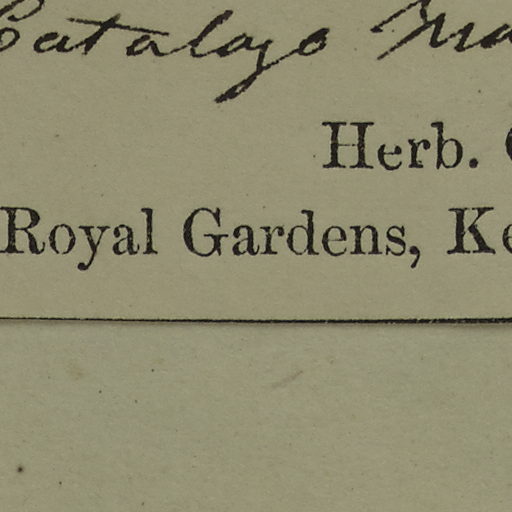 Catalogo
Herb.
Royal Gardens,